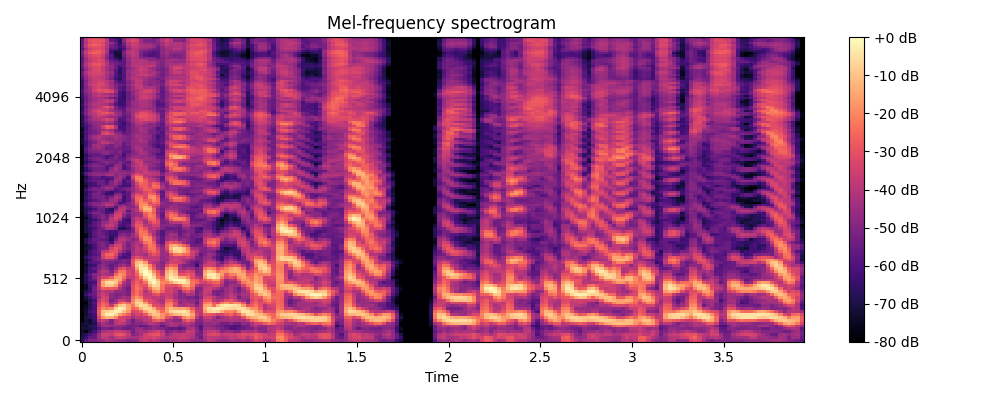 Mel-frequency spectrogram
Hz
4096
2048
1024
512
0
0
0.5
1
1.5
2
2.5
3
3.5
Time
+0 dB
-10 dB
-20 dB
-30 dB
-40 dB
-50 dB
-60 dB
-70 dB
-80 dB